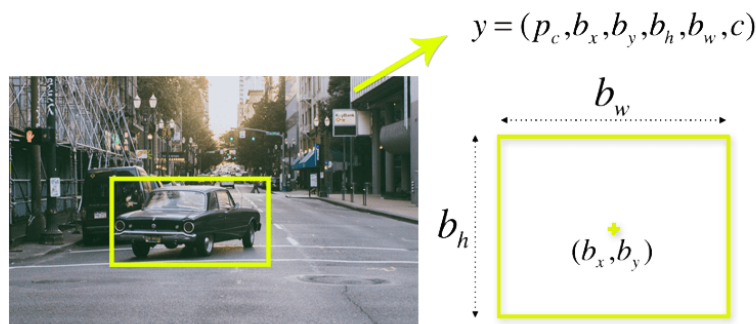 y = (p_c, b_x, b_y, b_h, b_w, c)
b_w
b_h
(b_x, b_y)